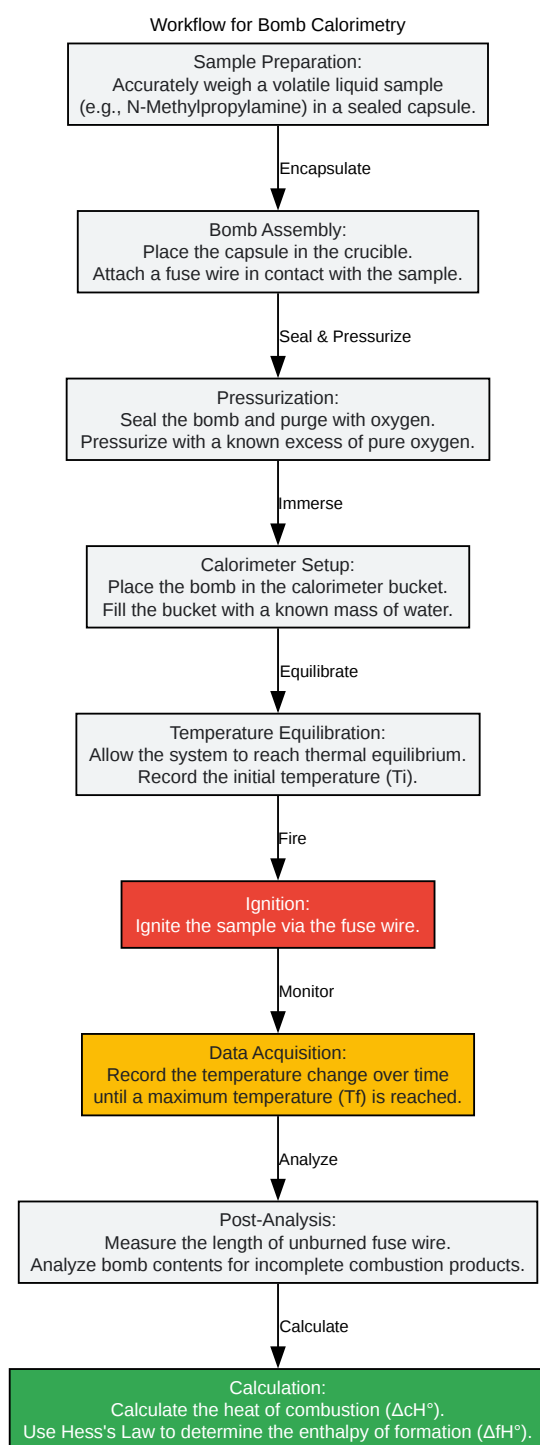 Workflow for Bomb Calorimetry
Sample Preparation:
Accurately weigh a volatile liquid sample
(e.g., N-Methylpropylamine) in a sealed capsule.
Encapsulate
Bomb Assembly:
Place the capsule in the crucible.
Attach a fuse wire in contact with the sample.
Seal & Pressurize
Pressurization:
Seal the bomb and purge with oxygen.
Pressurize with a known excess of pure oxygen.
Immerse
Calorimeter Setup:
Place the bomb in the calorimeter bucket.
Fill the bucket with a known mass of water.
Equilibrate
Temperature Equilibration:
Allow the system to reach thermal equilibrium.
Record the initial temperature (Ti).
Fire
Ignition:
Ignite the sample via the fuse wire.
Monitor
Data Acquisition:
Record the temperature change over time
until a maximum temperature (Tf) is reached.
Analyze
Post-Analysis:
Measure the length of unburned fuse wire.
Analyze bomb contents for incomplete combustion products.
Calculate
Calculation:
Calculate the heat of combustion (ΔcH°).
Use Hess's Law to determine the enthalpy of formation (ΔfH°).